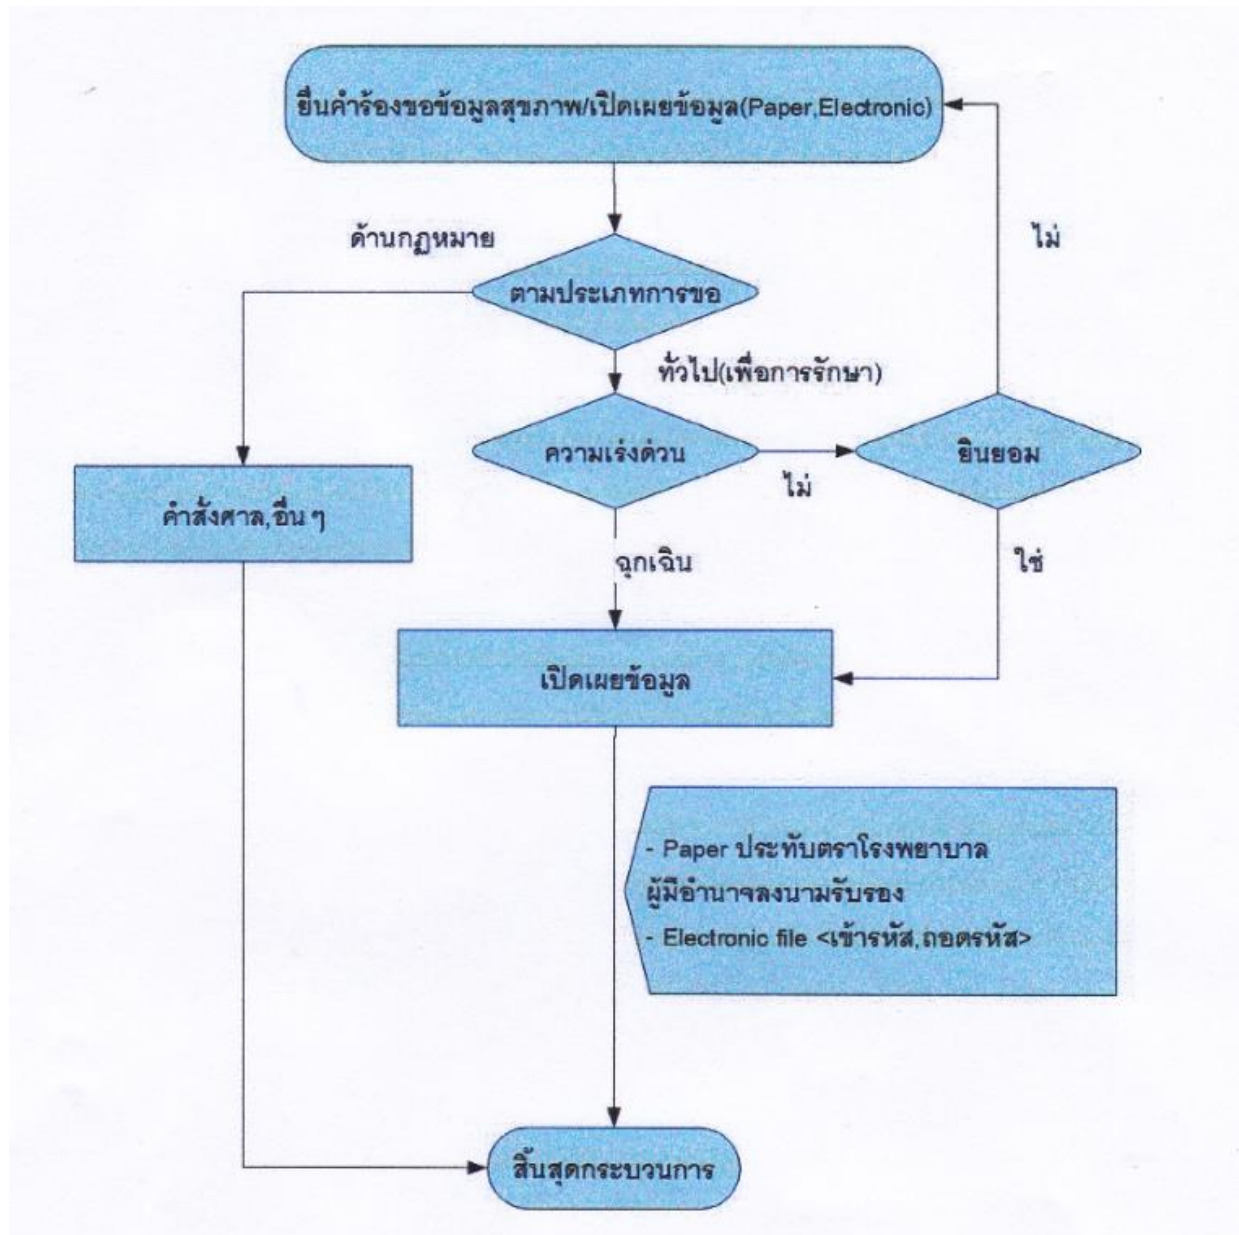 ยื่นคำร้องขอข้อมูลสุขภาพ/เปิดเผยข้อมูล(Paper,Electronic)
ด้านกฏหมาย
ไม่
ตามประเภทการขอ
ทั่วไป(เพื่อการรักษา)
ความเร่งด่วน
ยินยอม
ไม่
คำสั่งศาล,อื่น ๆ
ฉุกเฉิน
ใช่
เปิดเผยข้อมูล
- Paper ประทับตราโรงพยาบาล
ผู้มีอำนาจลงนามรับรอง
- Electronic file <เข้ารหัส,ถอดรหัส>
สิ้นสุดกระบวนการ